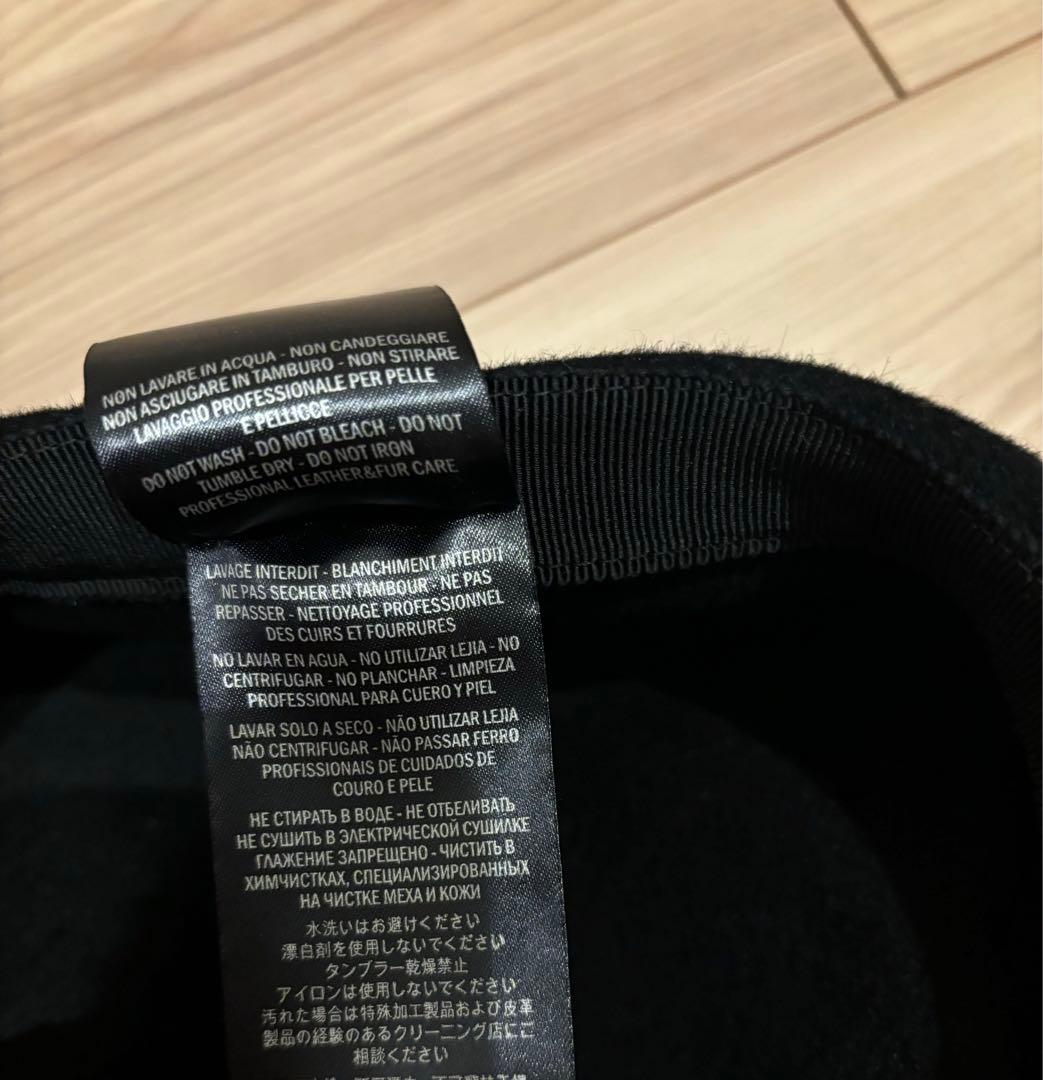 NON LAVARE IN ACQUA - NON CANDEGGIARE
NON ASCIUGARE IN TAMBURO - NON STIRARE
LAVAGGIO PROFESSIONALE PER PELLE
E PELLICCE
DO NOT WASH - DO NOT BLEACH - DO NOT
TUMBLE DRY - DO NOT IRON
PROFESSIONAL LEATHER&FUR CARE
LAVAGE INTERDIT - BLANCHIMENT INTERDIT
NE PAS SECHER EN TAMBOUR - NE PAS
REPASSER - NETTOYAGE PROFESSIONNEL
DES CUIRS ET FOURRURES
NO LAVAR EN AGUA - NO UTILIZAR LEJIA - NO
CENTRIFUGAR - NO PLANCHAR - LIMPIEZA
PROFESSIONAL PARA CUERO Y PIEL
LAVAR SOLO A SECO - NÃO UTILIZAR LEJIA
NÃO CENTRIFUGAR - NÃO PASSAR FERRO
PROFISSIONAIS DE CUIDADOS DE
COURO E PELE
НЕ СТИРАТЬ В ВОДЕ - НЕ ОТБЕЛИВАТЬ
НЕ СУШИТЬ В ЭЛЕКТРИЧЕСКОЙ СУШИЛКЕ
ГЛАЖЕНИЕ ЗАПРЕЩЕНО - ЧИСТИТЬ В
ХИМЧИСТКАХ, СПЕЦИАЛИЗИРОВАННЫХ
НА ЧИСТКЕ МЕХА И КОЖИ
水洗いはお避けください
漂白剤を使用しないでください
タンブラー乾燥禁止
アイロンは使用しないでください
汚れた場合は特殊加工製品および皮革
製品の経験のあるクリーニング店にご
相談ください